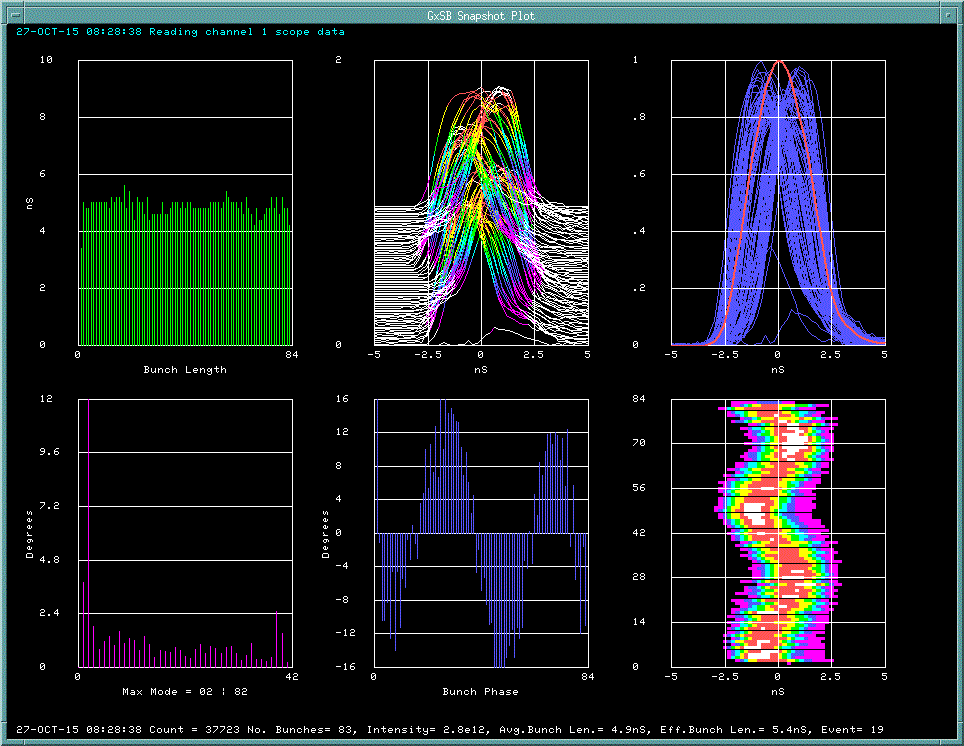 GxSB Snapshot Plot
27-OCT-15 08:28:38 Reading channel 1 scope data
10
8
6
nS
4
2
0
0 84
Bunch Length
2
0
-5 -2.5 0 2.5 5
nS
1
.8
.6
.4
.2
0
-5 -2.5 0 2.5 5
nS
12
9.6
7.2
Degrees
4.8
2.4
0
0 42
Max Mode = 02 | 82
16
12
8
4
Degrees
0
-4
-8
-12
-16
0 84
Bunch Phase
84
70
56
42
28
14
0
-5 -2.5 0 2.5 5
nS
27-OCT-15 08:28:38 Count = 37723 No. Bunches= 83, Intensity= 2.8e12, Avg.Bunch Len.= 4.9nS, Eff.Bunch Len.= 5.4nS, Event= 19